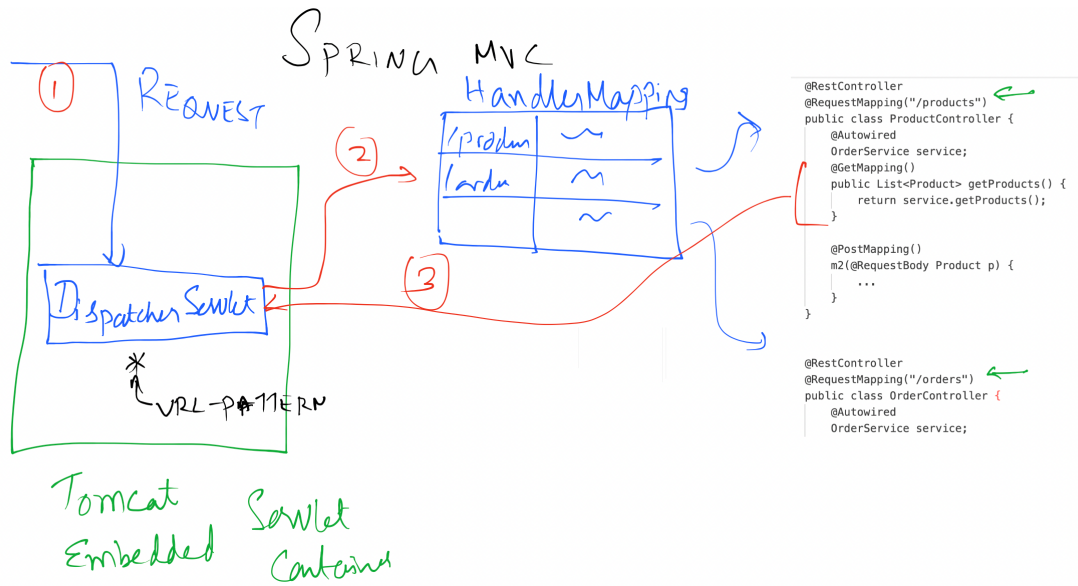 SPRING MVC
1
REQUEST
HandlerMapping
2
/produn
/ordu
3
DispatcherServlet
*
URL-PATTERN
Tomcat
Embedded
Servlet
Container
@RestController
@RequestMapping("/products")
public class ProductController {
@Autowired
OrderService service;
@GetMapping()
public List<Product> getProducts() {
return service.getProducts();
}
@PostMapping()
m2(@RequestBody Product p) {
...
}
}
@RestController
@RequestMapping("/orders")
public class OrderController {
@Autowired
OrderService service;